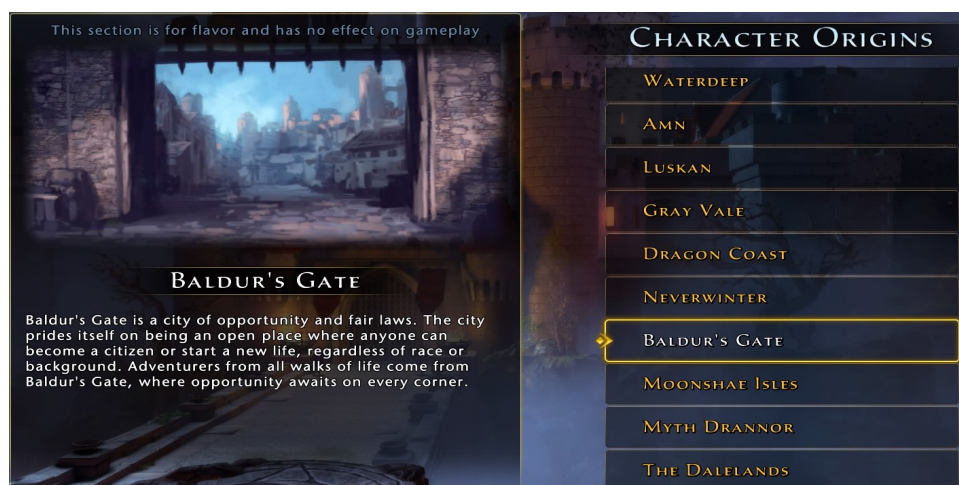 This section is for flavor and has no effect on gameplay
Baldur's Gate
Baldur's Gate is a city of opportunity and fair laws. The city
prides itself on being an open place where anyone can
become a citizen or start a new life, regardless of race or
background. Adventurers from all walks of life come from
Baldur's Gate, where opportunity awaits on every corner.
Character Origins
Waterdeep
Amn
Luskan
Gray Vale
Dragon Coast
Neverwinter
Baldur's Gate
Moonshae Isles
Myth Drannor
The Dalelands